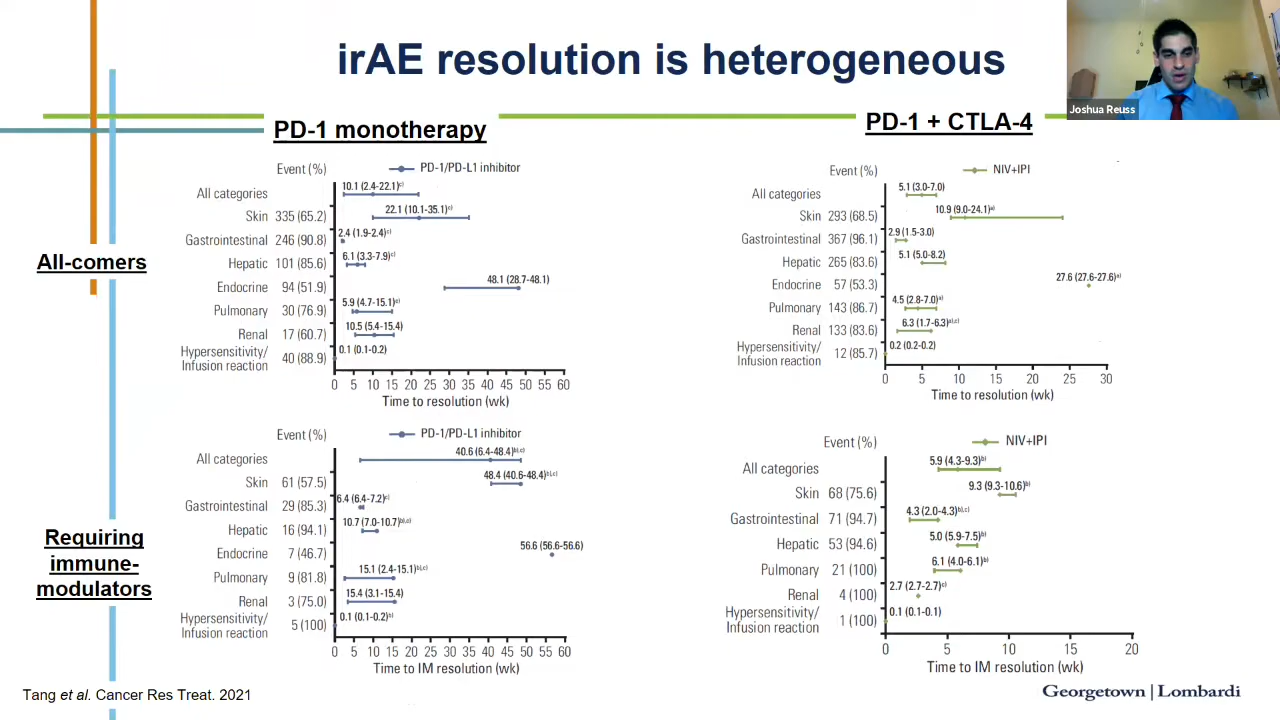 irAE resolution is heterogeneous
Joshua Reuss
PD-1 monotherapy
PD-1 + CTLA-4
All-comers
Event (%)
PD-1/PD-L1 inhibitor
All categories
10.1 (2.4-22.1)c)
Skin 335 (65.2)
22.1 (10.1-35.1)c)
Gastrointestinal 246 (90.8)
2.4 (1.9-2.4)c)
Hepatic 101 (85.6)
6.1 (3.3-7.9)c)
Endocrine 94 (51.9)
48.1 (28.7-48.1)
Pulmonary 30 (76.9)
5.9 (4.7-15.1)c)
Renal 17 (60.7)
10.5 (5.4-15.4)
Hypersensitivity/
Infusion reaction 40 (88.9)
0.1 (0.1-0.2)
0 5 10 15 20 25 30 35 40 45 50 55 60
Time to resolution (wk)
Event (%)
NIV+IPI
All categories
5.1 (3.0-7.0)
Skin 293 (68.5)
10.9 (9.0-24.1)a)
Gastrointestinal 367 (96.1)
2.9 (1.5-3.0)
Hepatic 265 (83.6)
5.1 (5.0-8.2)
Endocrine 57 (53.3)
27.6 (27.6-27.6)a)
Pulmonary 143 (86.7)
4.5 (2.8-7.0)a)
Renal 133 (83.6)
6.3 (1.7-6.3)a),c)
Hypersensitivity/
Infusion reaction 12 (85.7)
0.2 (0.2-0.2)
0 5 10 15 20 25 30
Time to resolution (wk)
Requiring
immune-
modulators
Event (%)
PD-1/PD-L1 inhibitor
All categories
40.6 (6.4-48.4)b),c)
Skin 61 (57.5)
48.4 (40.6-48.4)b),c)
Gastrointestinal 29 (85.3)
6.4 (6.4-7.2)c)
Hepatic 16 (94.1)
10.7 (7.0-10.7)b),c)
Endocrine 7 (46.7)
56.6 (56.6-56.6)
Pulmonary 9 (81.8)
15.1 (2.4-15.1)b),c)
Renal 3 (75.0)
15.4 (3.1-15.4)
Hypersensitivity/
Infusion reaction 5 (100)
0.1 (0.1-0.2)b)
0 5 10 15 20 25 30 35 40 45 50 55 60
Time to IM resolution (wk)
Event (%)
NIV+IPI
All categories
5.9 (4.3-9.3)b)
Skin 68 (75.6)
9.3 (9.3-10.6)b)
Gastrointestinal 71 (94.7)
4.3 (2.0-4.3)b),c)
Hepatic 53 (94.6)
5.0 (5.9-7.5)b)
Pulmonary 21 (100)
6.1 (4.0-6.1)b)
Renal 4 (100)
2.7 (2.7-2.7)c)
Hypersensitivity/
Infusion reaction 1 (100)
0.1 (0.1-0.1)
0 5 10 15 20
Time to IM resolution (wk)
Tang et al. Cancer Res Treat. 2021
Georgetown | Lombardi